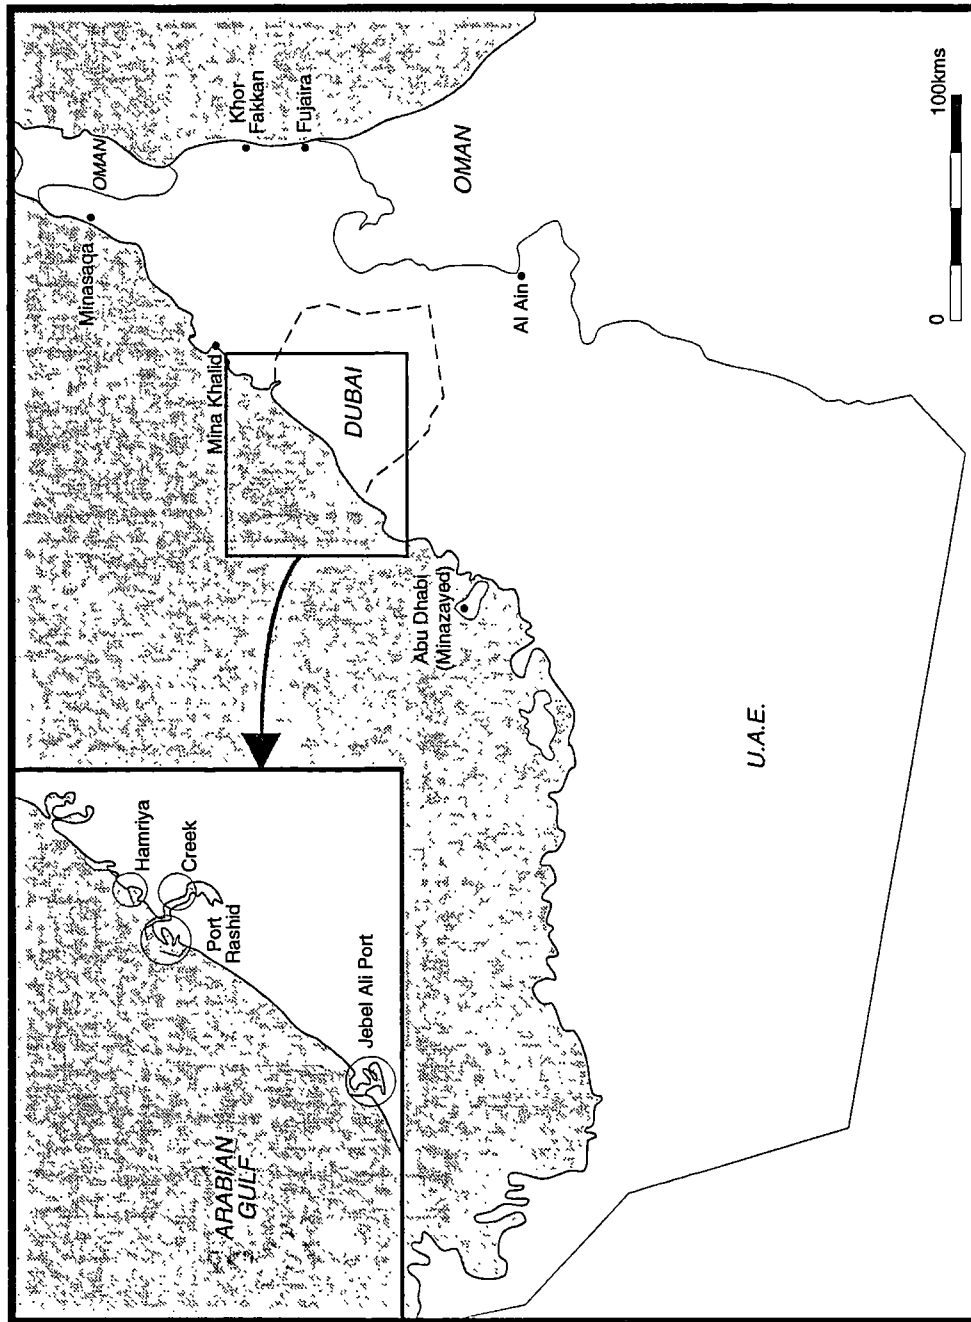 ARABIAN
GULF
Hamriya
Creek
Port
Rashid
Jebel Ali Port
Minasaqa
OMAN
Khor
Fakkan
Fujaira
Mina Khalid
DUBAI
OMAN
Al Ain
Abu Dhabi
(Minazayed)
U.A.E.
0
100kms